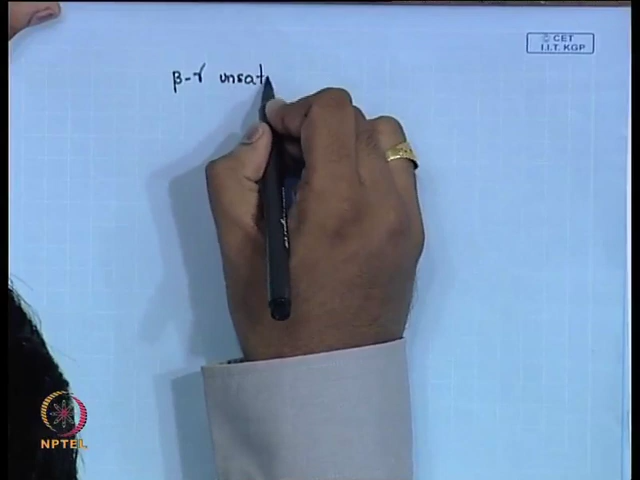 © CET
I.I.T. KGP
β-γ unsat
NPTEL